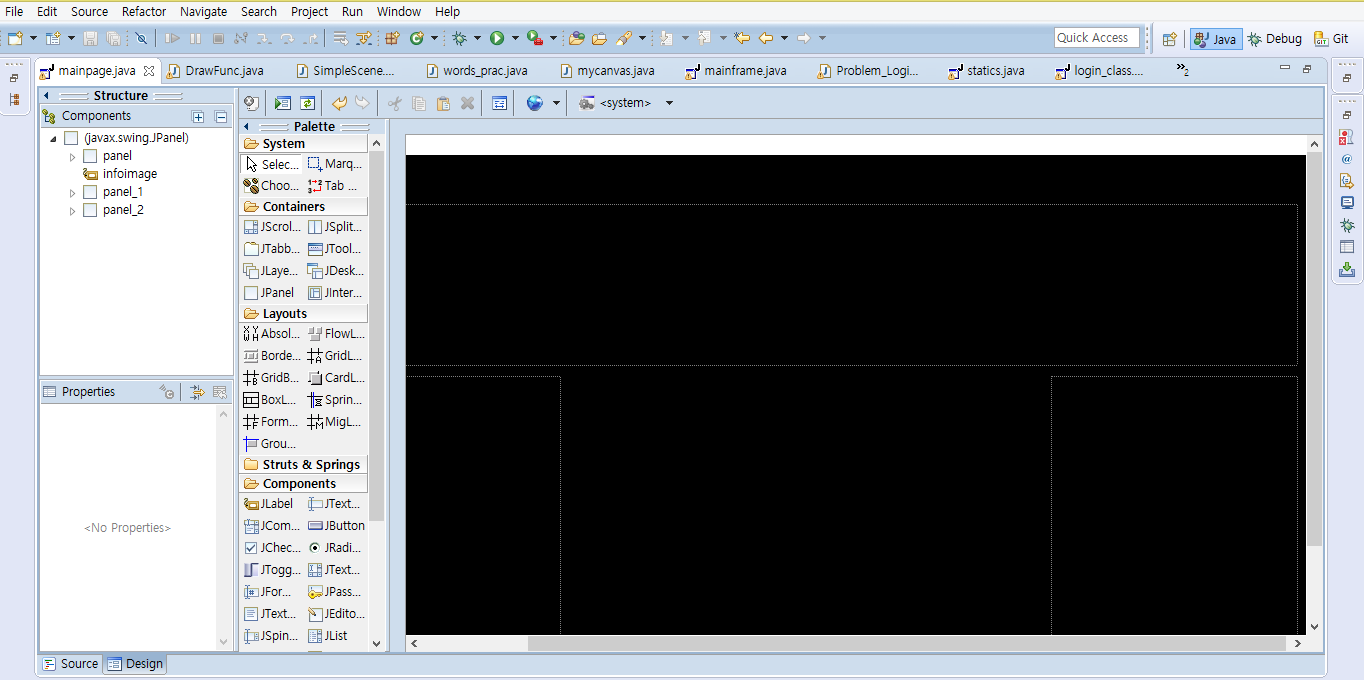 File Edit Source Refactor Navigate Search Project Run Window Help
Quick Access Java Debug Git
mainpage.java DrawFunc.java SimpleScene.... words_prac.java mycanvas.java mainframe.java Problem_Logi... statics.java login_class.... »2
Structure
Components
(javax.swing.JPanel)
panel
infoimage
panel_1
panel_2
Properties
<No Properties>
<system>
Palette
System
Selec... Marq...
Choo... Tab ...
Containers
JScrol... JSplit...
JTabb... JTool...
JLaye... JDesk...
JPanel JInter...
Layouts
Absol... FlowL...
Borde... GridL...
GridB... CardL...
BoxL... Sprin...
Form... MigL...
Grou...
Struts & Springs
Components
JLabel JText...
JCom... JButton
JChec... JRadi...
JTogg... JText...
JFor... JPass...
JText... JEdito...
JSpin... JList
Source Design